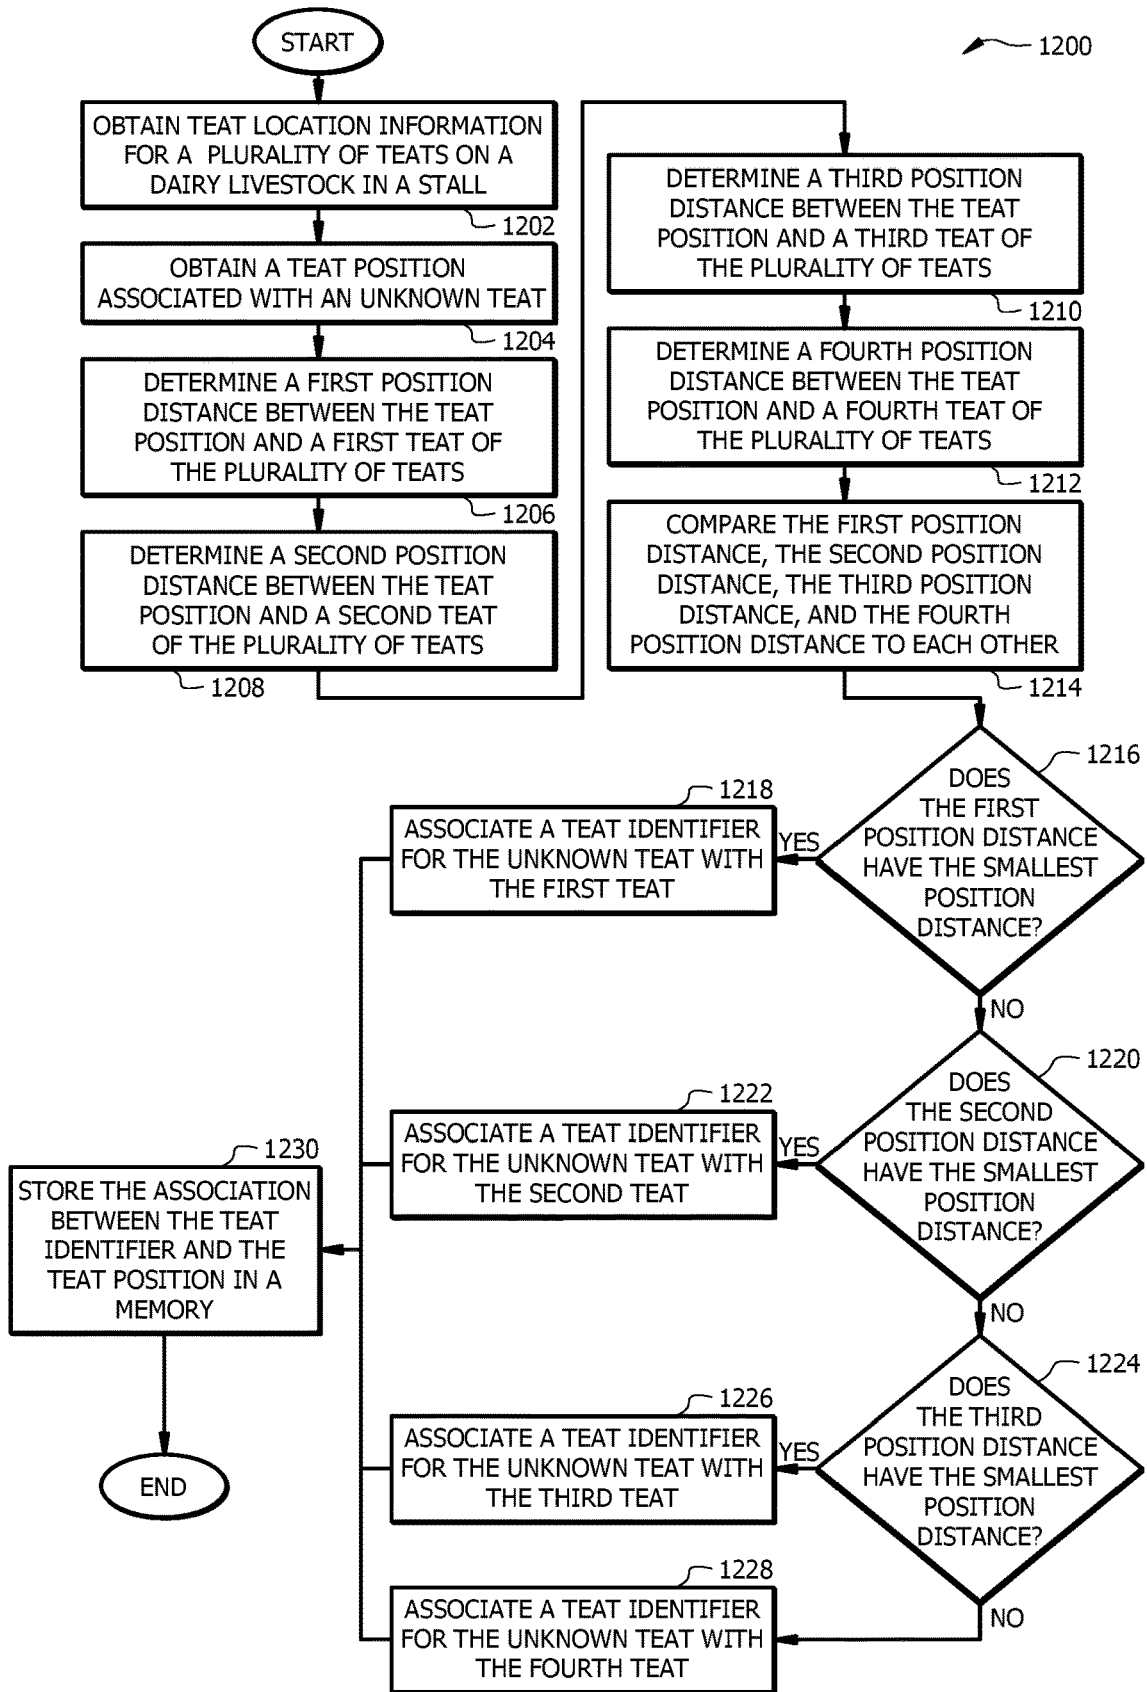 START
1200
OBTAIN TEAT LOCATION INFORMATION
FOR A PLURALITY OF TEATS ON A
DAIRY LIVESTOCK IN A STALL
1202
OBTAIN A TEAT POSITION
ASSOCIATED WITH AN UNKNOWN TEAT
1204
DETERMINE A FIRST POSITION
DISTANCE BETWEEN THE TEAT
POSITION AND A FIRST TEAT OF
THE PLURALITY OF TEATS
1206
DETERMINE A SECOND POSITION
DISTANCE BETWEEN THE TEAT
POSITION AND A SECOND TEAT
OF THE PLURALITY OF TEATS
1208
DETERMINE A THIRD POSITION
DISTANCE BETWEEN THE TEAT
POSITION AND A THIRD TEAT OF
THE PLURALITY OF TEATS
1210
DETERMINE A FOURTH POSITION
DISTANCE BETWEEN THE TEAT
POSITION AND A FOURTH TEAT OF
THE PLURALITY OF TEATS
1212
COMPARE THE FIRST POSITION
DISTANCE, THE SECOND POSITION
DISTANCE, THE THIRD POSITION
DISTANCE, AND THE FOURTH
POSITION DISTANCE TO EACH OTHER
1214
1216
DOES
THE FIRST
POSITION DISTANCE
HAVE THE SMALLEST
POSITION
DISTANCE?
YES
1218
ASSOCIATE A TEAT IDENTIFIER
FOR THE UNKNOWN TEAT WITH
THE FIRST TEAT
NO
1220
DOES
THE SECOND
POSITION DISTANCE
HAVE THE SMALLEST
POSITION
DISTANCE?
YES
1222
ASSOCIATE A TEAT IDENTIFIER
FOR THE UNKNOWN TEAT WITH
THE SECOND TEAT
NO
1224
DOES
THE THIRD
POSITION DISTANCE
HAVE THE SMALLEST
POSITION
DISTANCE?
YES
1226
ASSOCIATE A TEAT IDENTIFIER
FOR THE UNKNOWN TEAT WITH
THE THIRD TEAT
NO
1228
ASSOCIATE A TEAT IDENTIFIER
FOR THE UNKNOWN TEAT WITH
THE FOURTH TEAT
1230
STORE THE ASSOCIATION
BETWEEN THE TEAT
IDENTIFIER AND THE
TEAT POSITION IN A
MEMORY
END